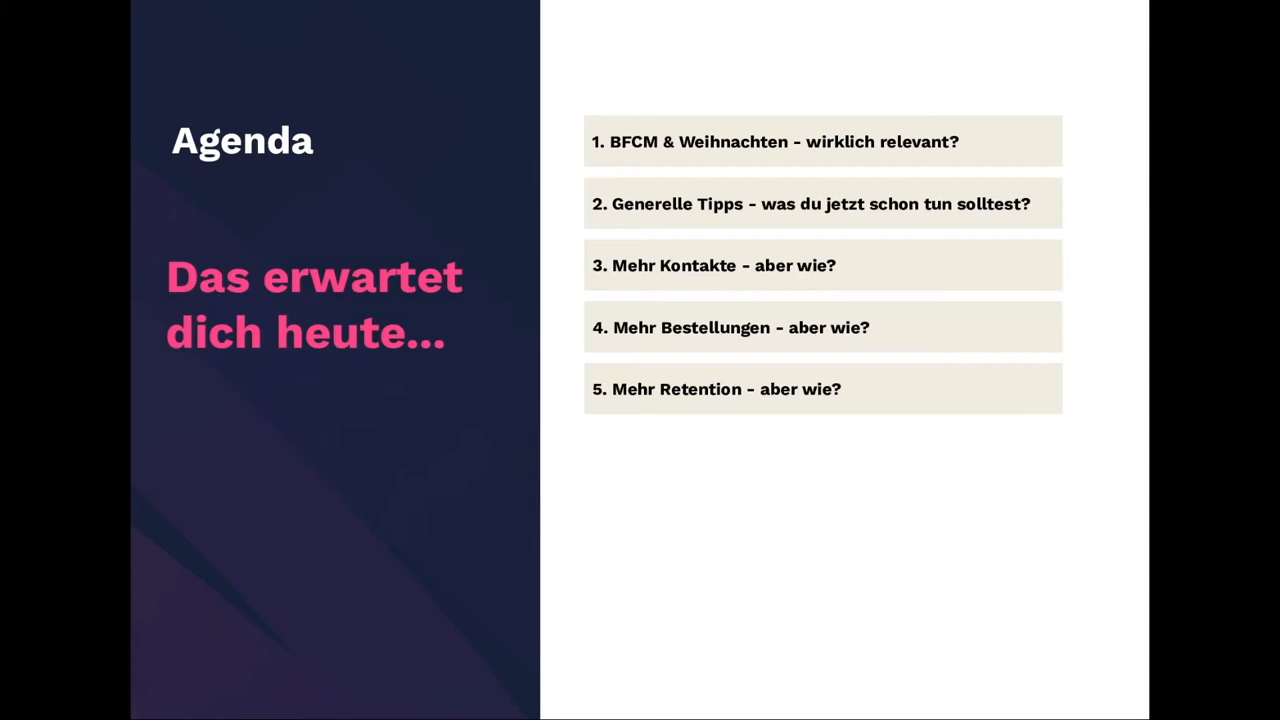 Agenda
Das erwartet
dich heute...
1. BFCM & Weihnachten - wirklich relevant?
2. Generelle Tipps - was du jetzt schon tun solltest?
3. Mehr Kontakte - aber wie?
4. Mehr Bestellungen - aber wie?
5. Mehr Retention - aber wie?